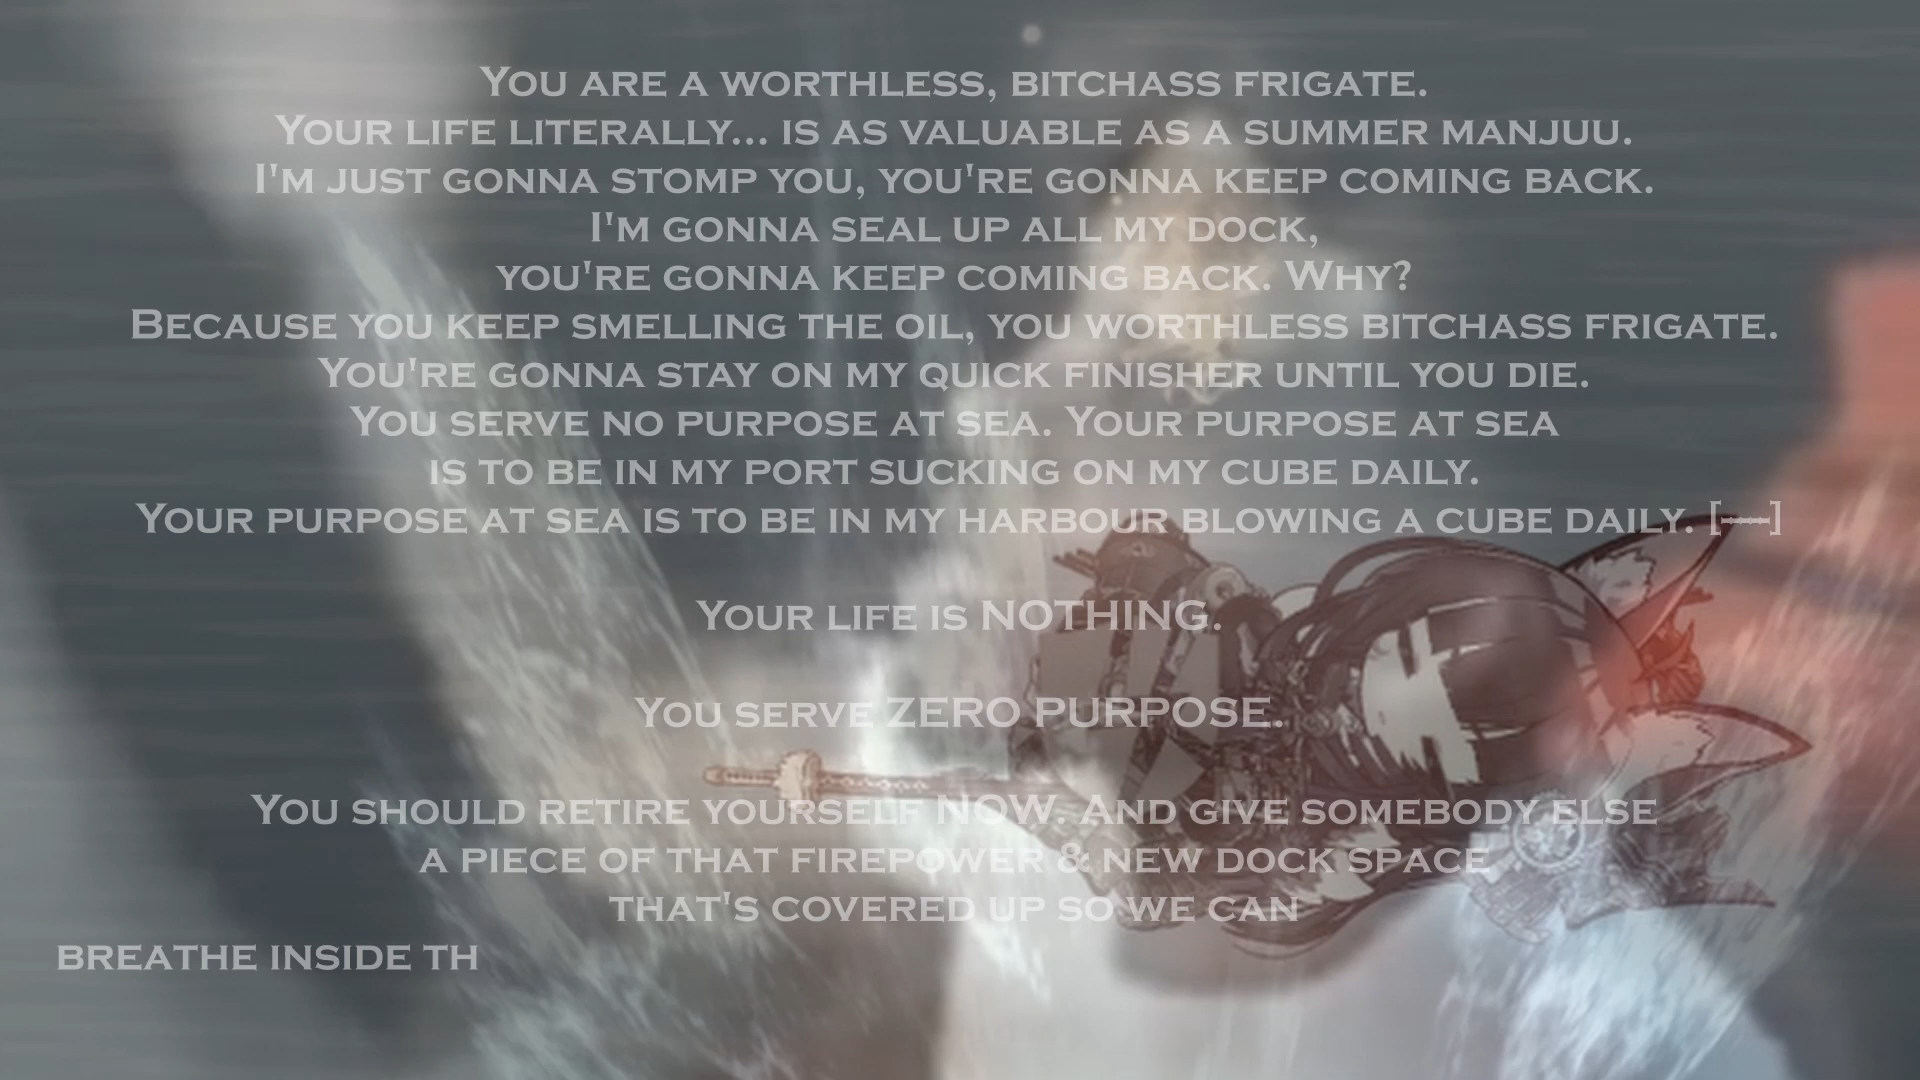 You are a worthless, bitchass frigate.
Your life literally... is as valuable as a summer manjuu.
I'm just gonna stomp you, you're gonna keep coming back.
I'm gonna seal up all my dock,
you're gonna keep coming back. Why?
Because you keep smelling the oil, you worthless bitchass frigate.
You're gonna stay on my quick finisher until you die.
You serve no purpose at sea. Your purpose at sea
is to be in my port sucking on my cube daily.
Your purpose at sea is to be in my harbour blowing a cube daily. [----]
Your life is NOTHING.
You serve ZERO PURPOSE.
You should retire yourself NOW. And give somebody else
a piece of that firepower & new dock space
that's covered up so we can
breathe inside th